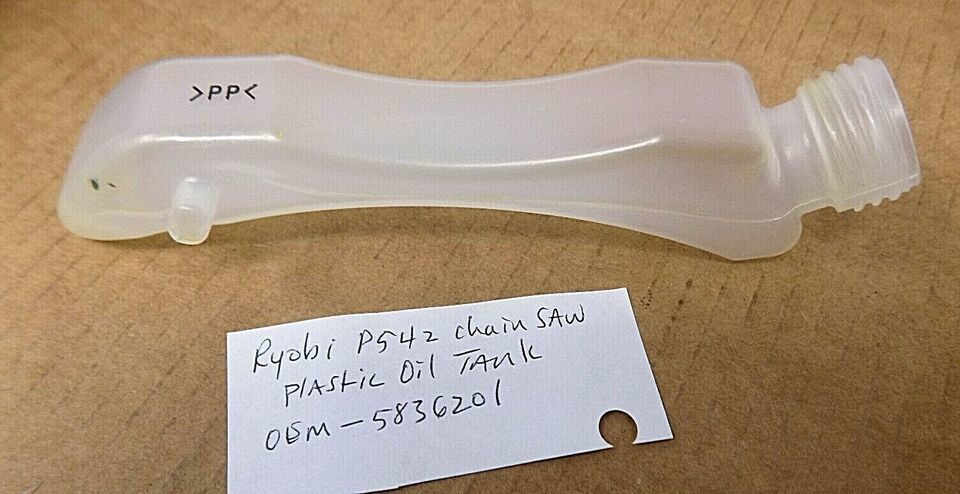 >PP<
Ryobi P542 chain SAW
PlAStic Oil TAnk
OEM - 5836201